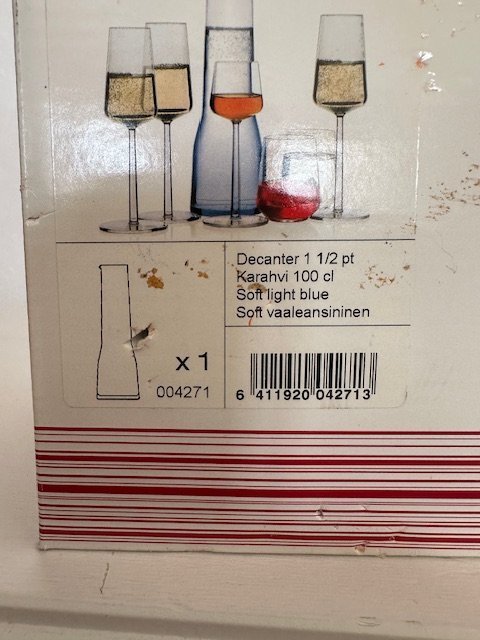 Decanter 1 1/2 pt
Karahvi 100 cl
Soft light blue
Soft vaaleansininen
x 1
004271
6 411920 042713